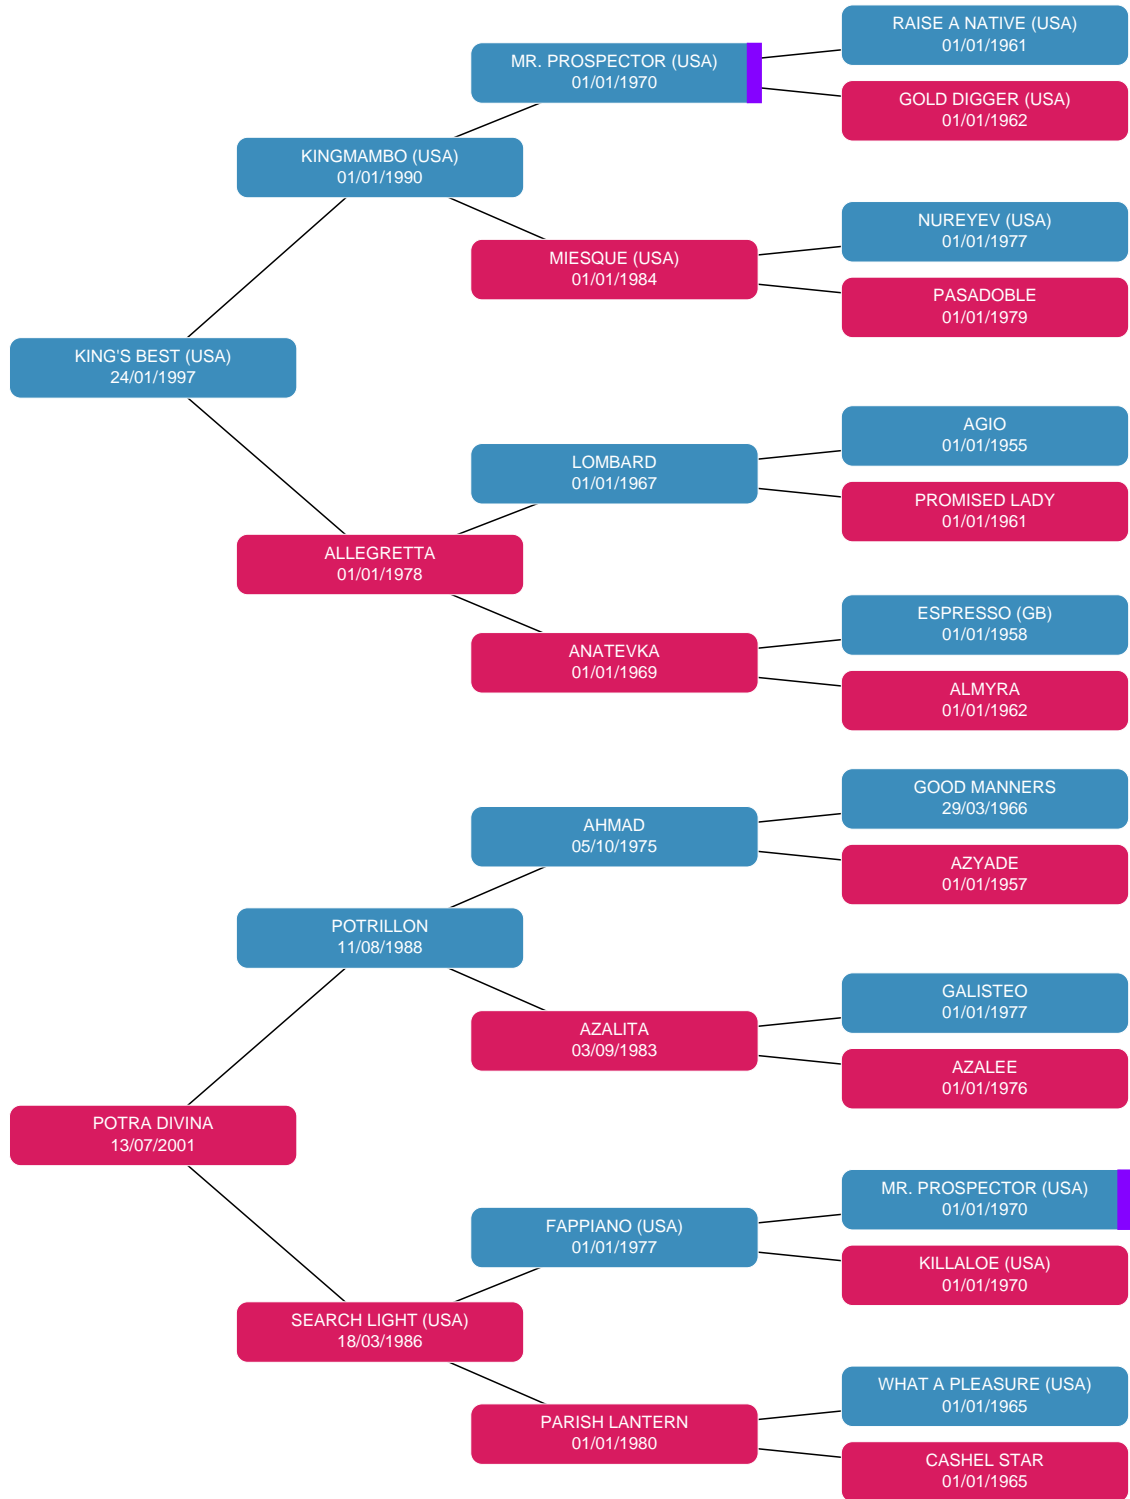 RAISE A NATIVE (USA)
01/01/1961
MR. PROSPECTOR (USA)
01/01/1970
GOLD DIGGER (USA)
01/01/1962
KINGMAMBO (USA)
01/01/1990
NUREYEV (USA)
01/01/1977
MIESQUE (USA)
01/01/1984
PASADOBLE
01/01/1979
KING'S BEST (USA)
24/01/1997
AGIO
01/01/1955
LOMBARD
01/01/1967
PROMISED LADY
01/01/1961
ALLEGRETTA
01/01/1978
ESPRESSO (GB)
01/01/1958
ANATEVKA
01/01/1969
ALMYRA
01/01/1962
GOOD MANNERS
29/03/1966
AHMAD
05/10/1975
AZYADE
01/01/1957
POTRILLON
11/08/1988
GALISTEO
01/01/1977
AZALITA
03/09/1983
AZALEE
01/01/1976
POTRA DIVINA
13/07/2001
MR. PROSPECTOR (USA)
01/01/1970
FAPPIANO (USA)
01/01/1977
KILLALOE (USA)
01/01/1970
SEARCH LIGHT (USA)
18/03/1986
WHAT A PLEASURE (USA)
01/01/1965
PARISH LANTERN
01/01/1980
CASHEL STAR
01/01/1965